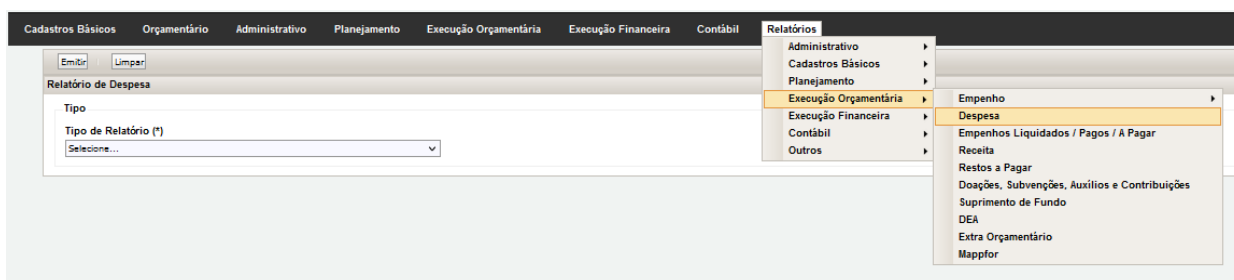 Cadastros Básicos Orçamentário Administrativo Planejamento Execução Orçamentária Execução Financeira Contábil Relatórios
Emitir Limpar
Relatório de Despesa
Tipo
Tipo de Relatório (*)
Selecione...
Administrativo
Cadastros Básicos
Planejamento
Execução Orçamentária
Execução Financeira
Contábil
Outros
Empenho
Despesa
Empenhos Liquidados / Pagos / A Pagar
Receita
Restos a Pagar
Doações, Subvenções, Auxílios e Contribuições
Suprimento de Fundo
DEA
Extra Orçamentário
Mappfor